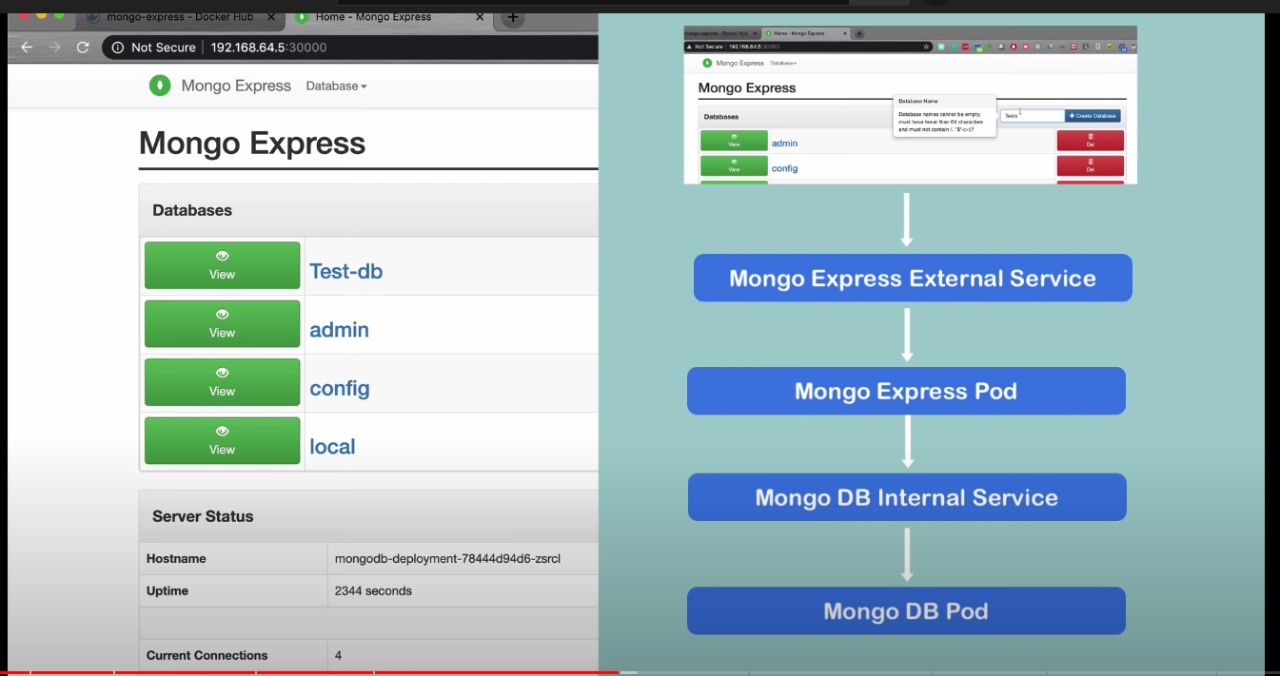 mongo-express - Docker Hub
Home - Mongo Express
Not Secure | 192.168.64.5:30000
Mongo Express Database
Mongo Express
Databases
View Test-db
View admin
View config
View local
Server Status
Hostname mongodb-deployment-78444d94d6-zsrcl
Uptime 2344 seconds
Current Connections 4
Home - Mongo Express
Not Secure | 192.168.64.5:30000
Mongo Express Database
Mongo Express
Databases
Database Name
Database names cannot be empty,
must have fewer than 64 characters
and must not contain
Create Database
View admin Del
View config Del
Mongo Express External Service
Mongo Express Pod
Mongo DB Internal Service
Mongo DB Pod